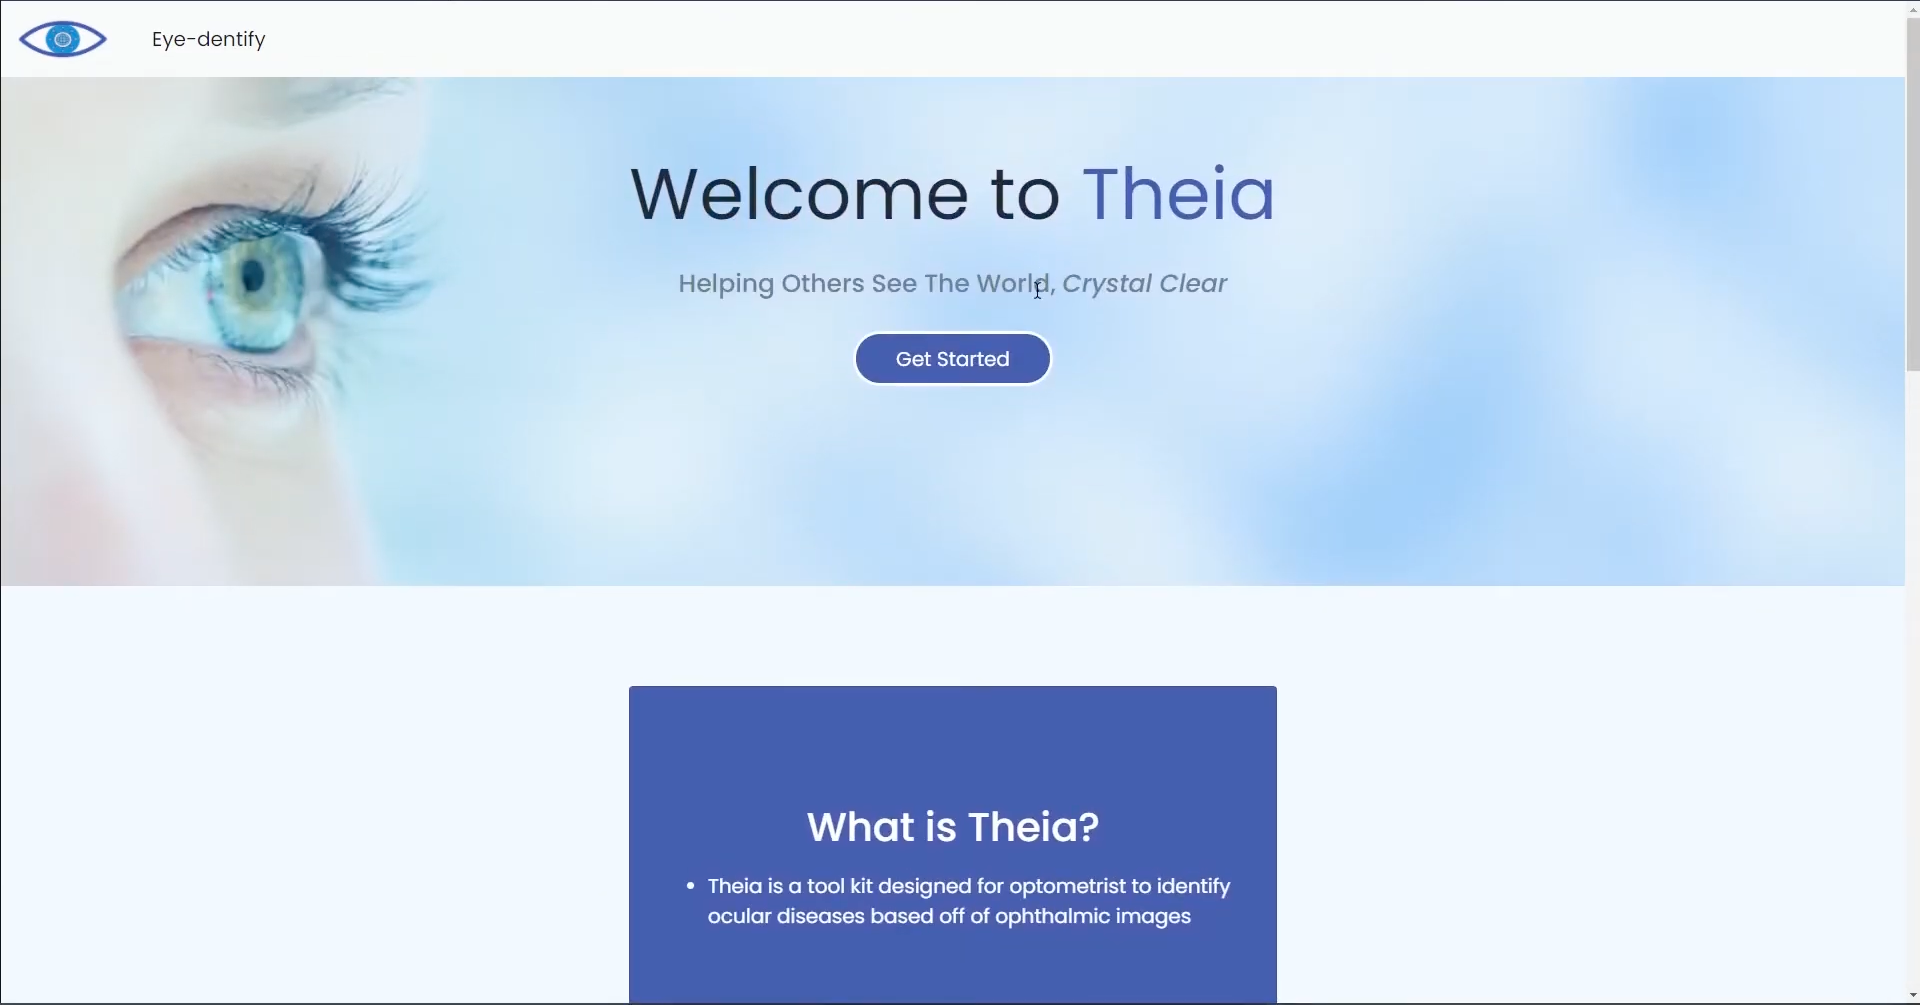 Eye-dentify
Welcome to Theia
Helping Others See The World, Crystal Clear
Get Started
What is Theia?
• Theia is a tool kit designed for optometrist to identify
ocular diseases based off of ophthalmic images